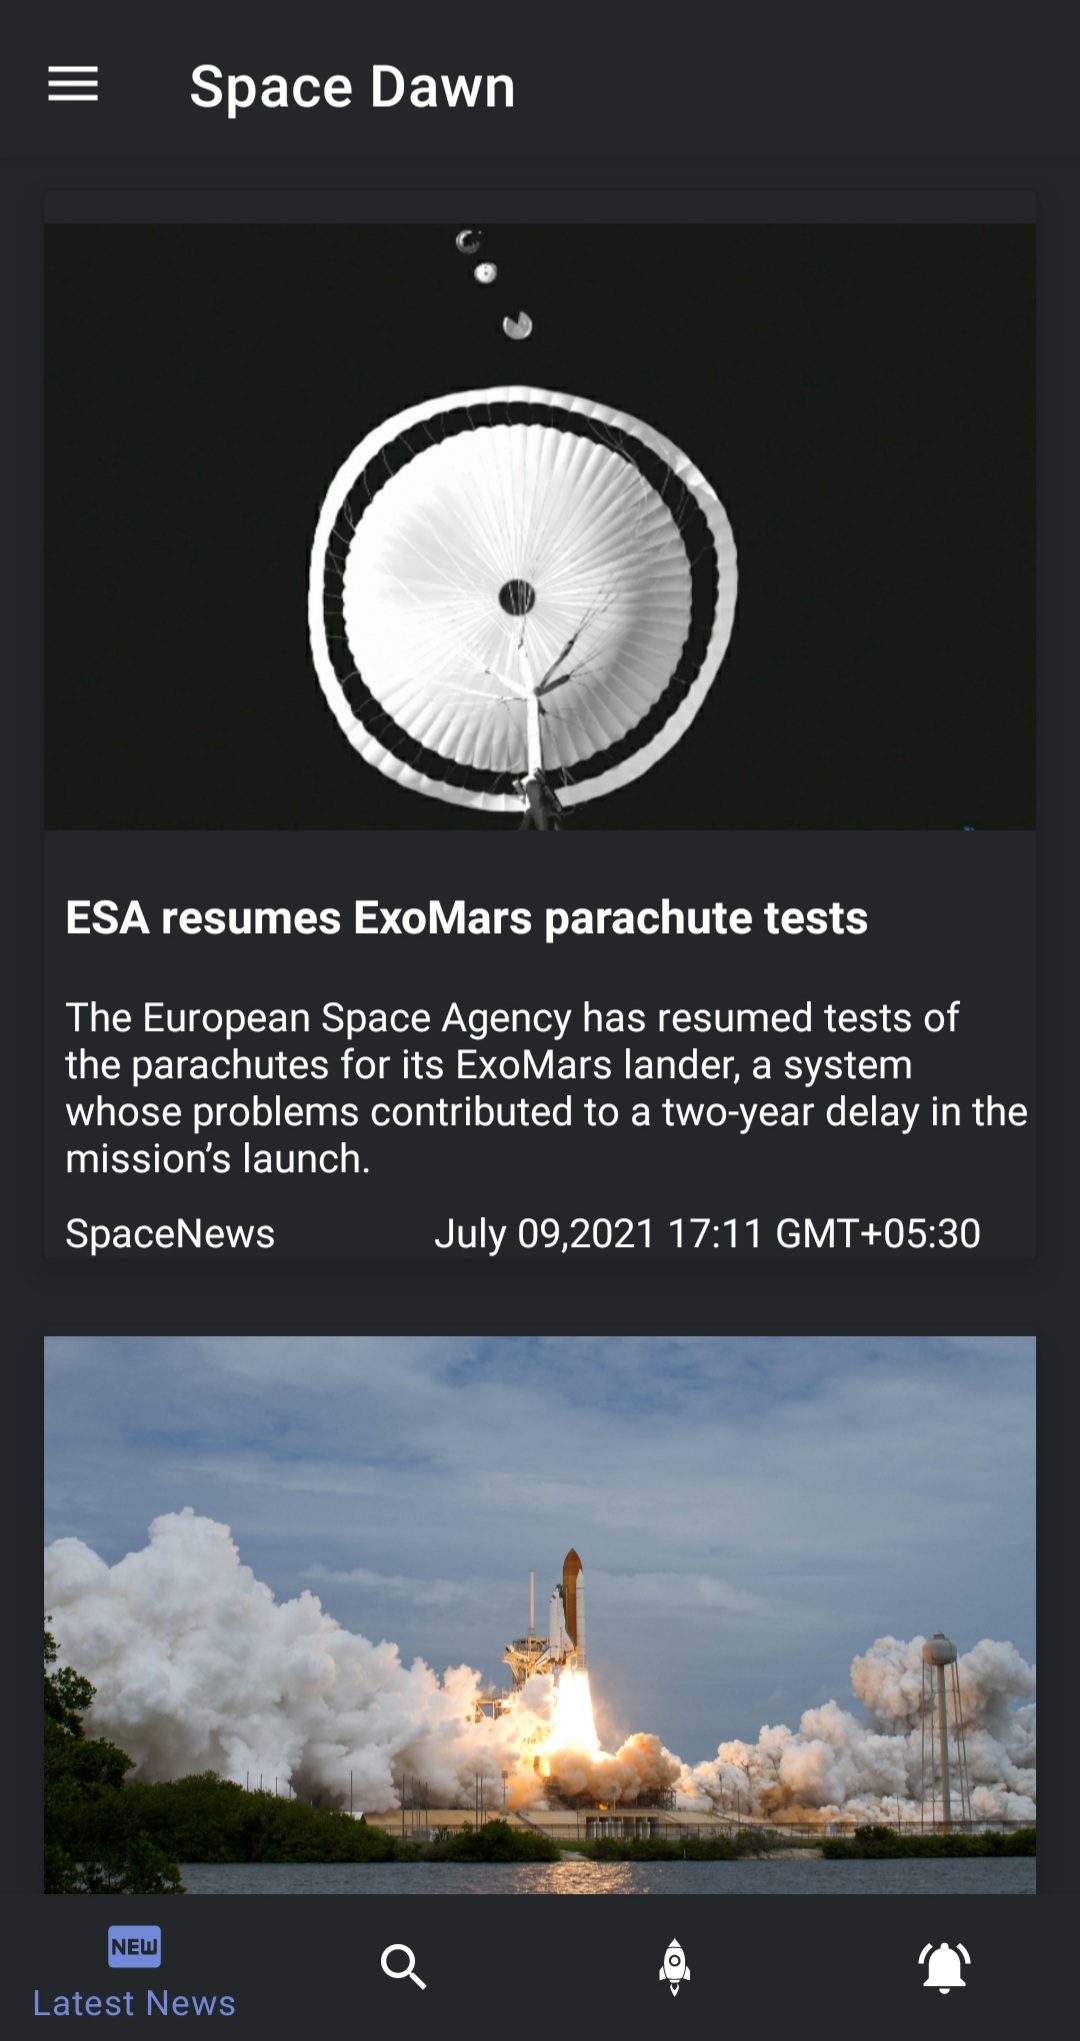 Space Dawn
ESA resumes ExoMars parachute tests
The European Space Agency has resumed tests of
the parachutes for its ExoMars lander, a system
whose problems contributed to a two-year delay in the
mission’s launch.
SpaceNews July 09,2021 17:11 GMT+05:30
NEW
Latest News